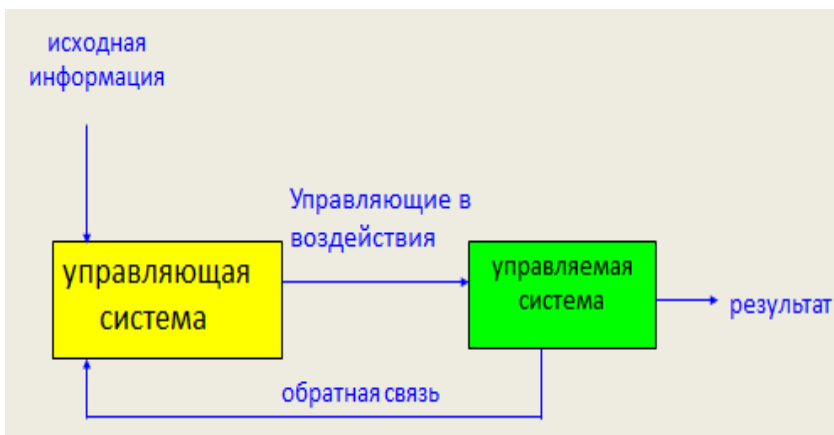 исходная
информация
Управляющие в
воздействия
управляющая
система
управляемая
система
результат
обратная связь